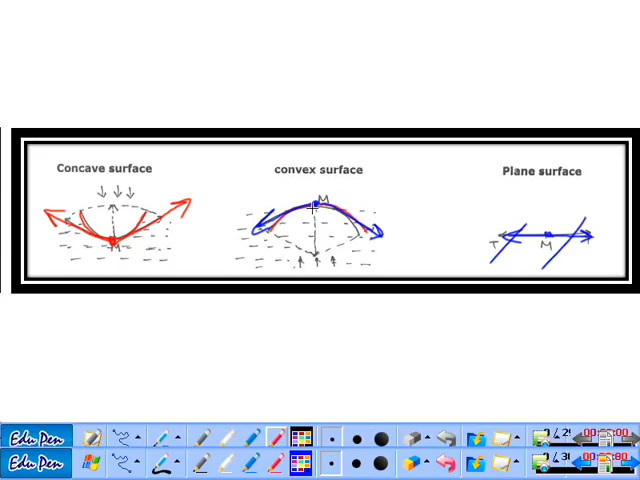 Concave surface
convex surface
Plane surface
M
M
T
M
Edu Pen
Edu Pen